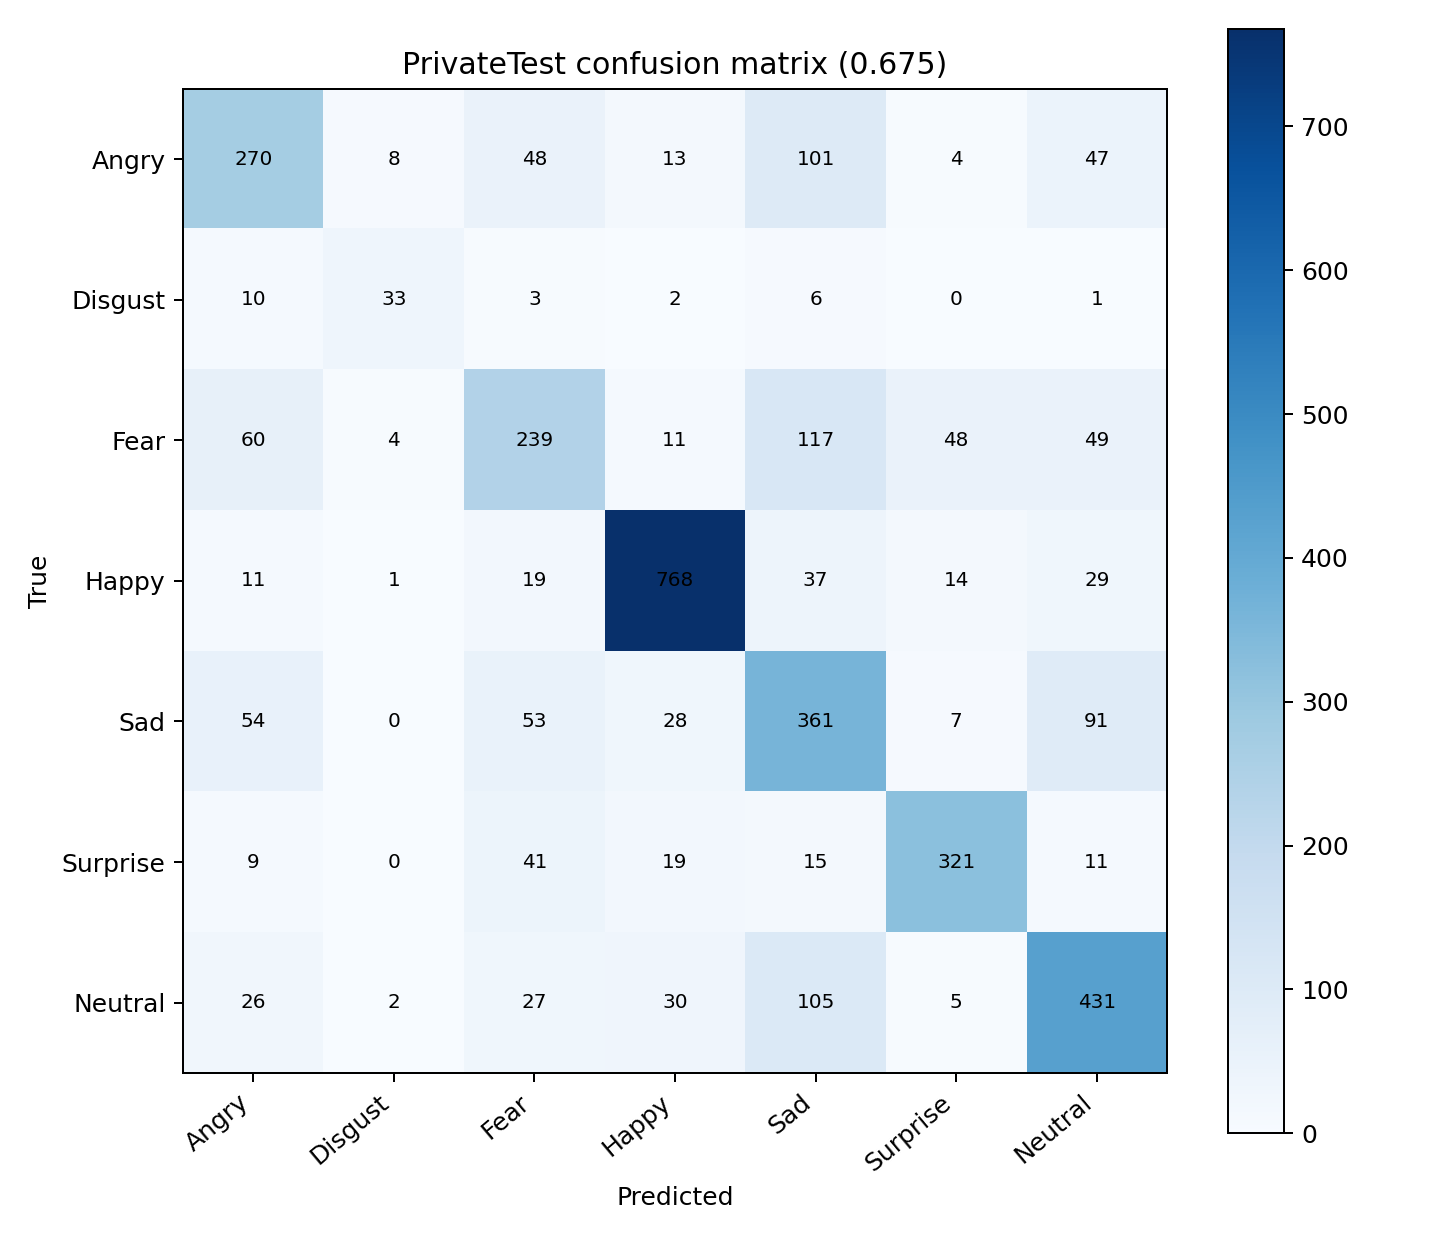 PrivateTest confusion matrix (0.675)
True
Angry 270 8 48 13 101 4 47
Disgust 10 33 3 2 6 0 1
Fear 60 4 239 11 117 48 49
Happy 11 1 19 768 37 14 29
Sad 54 0 53 28 361 7 91
Surprise 9 0 41 19 15 321 11
Neutral 26 2 27 30 105 5 431
Angry Disgust Fear Happy Sad Surprise Neutral
Predicted
700
600
500
400
300
200
100
0